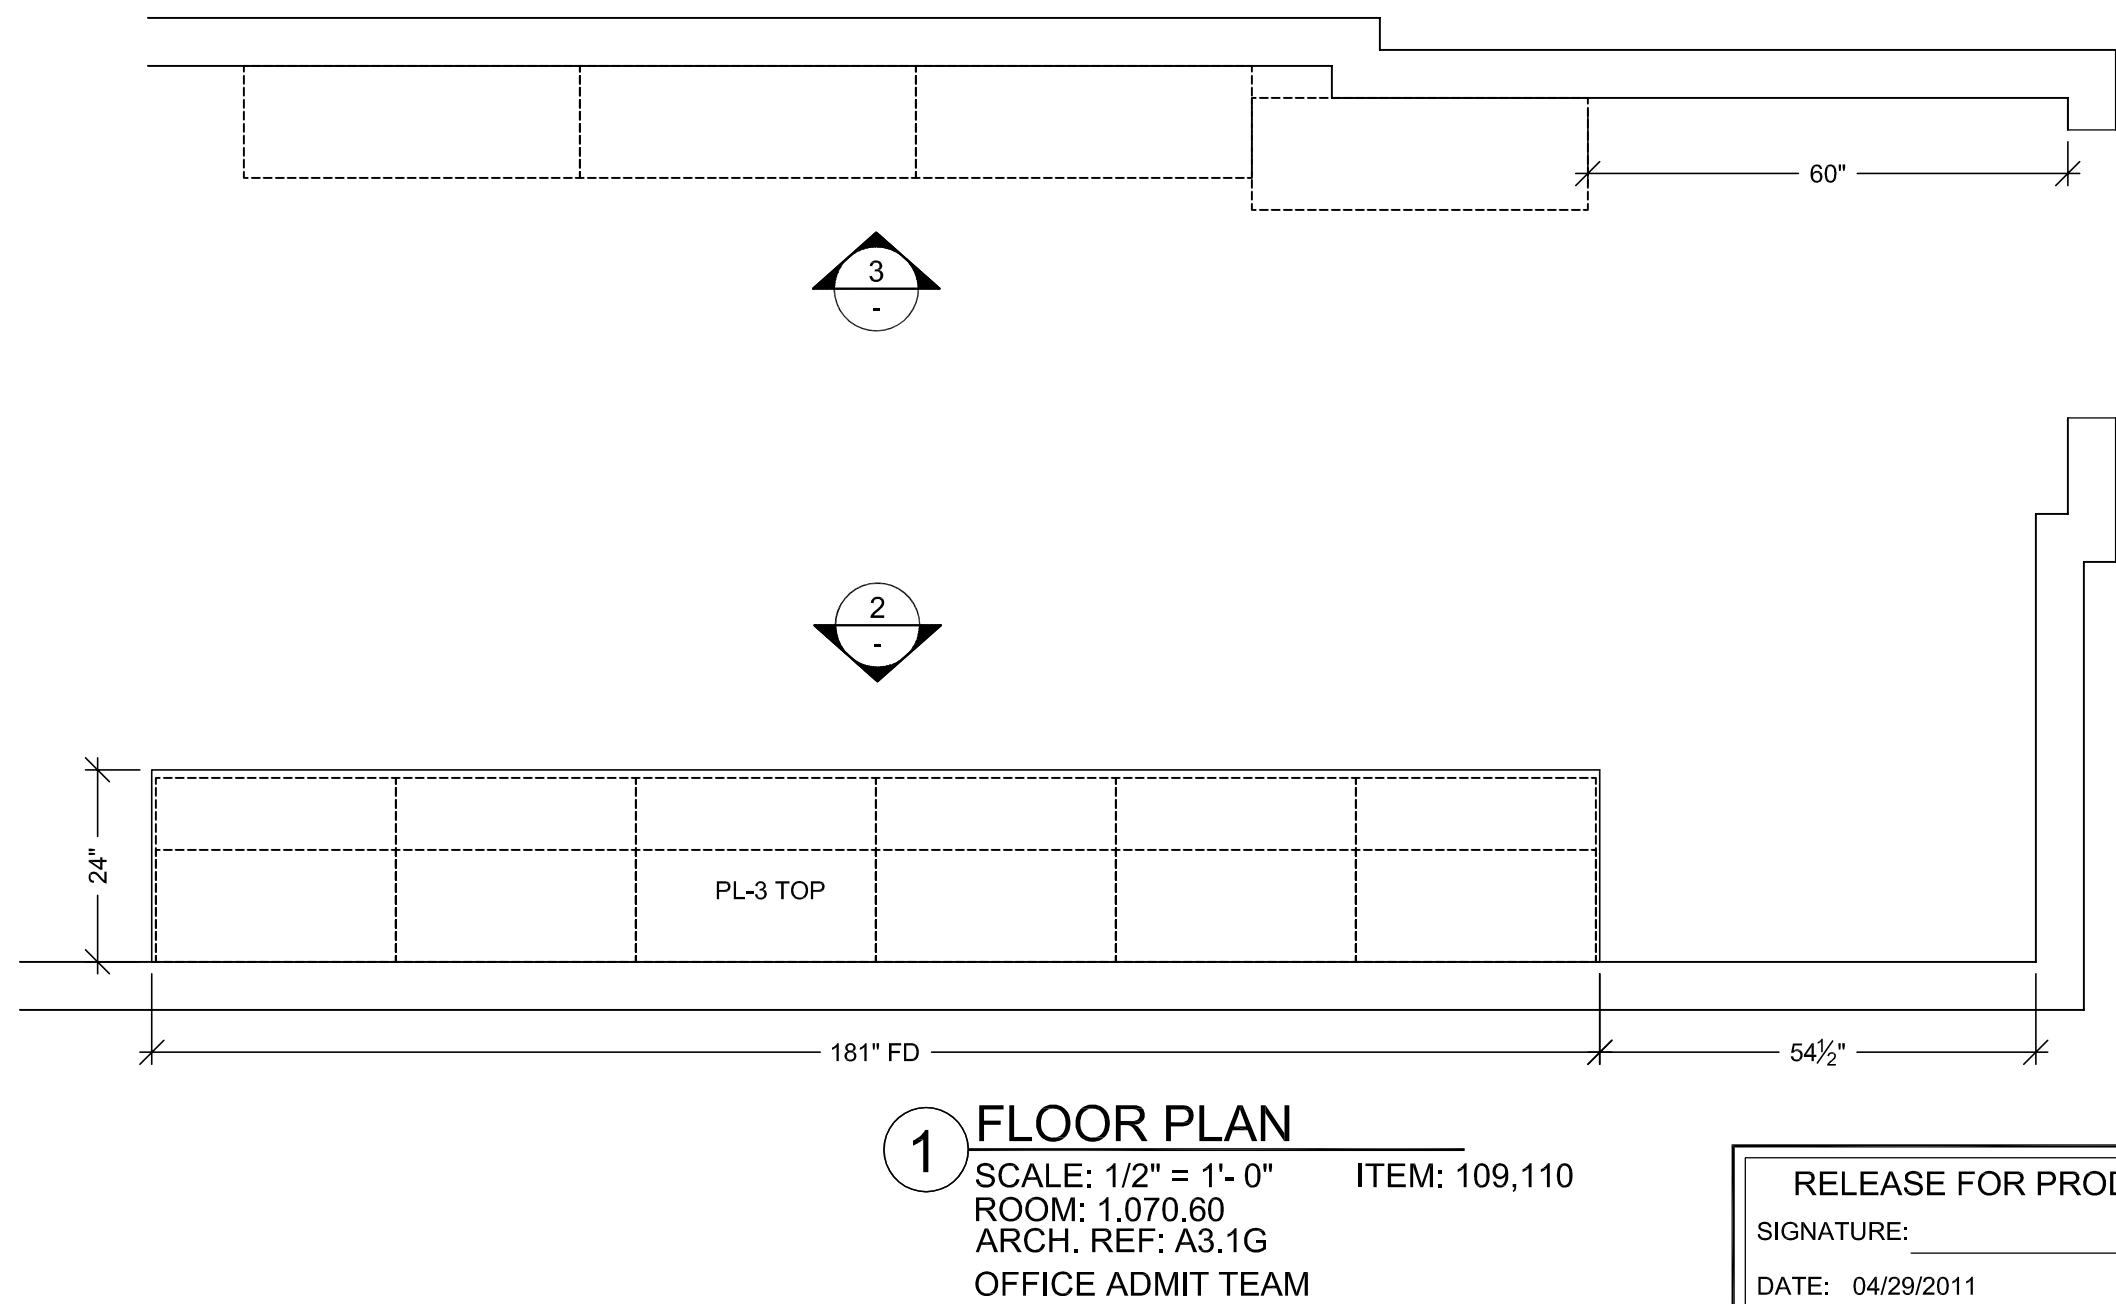 60"
3
-
2
-
24"
PL-3 TOP
181" FD
54½"
1
FLOOR PLAN
SCALE: 1/2" = 1'- 0" ITEM: 109,110
ROOM: 1.070.60
ARCH. REF: A3.1G
OFFICE ADMIT TEAM
RELEASE FOR PROD
SIGNATURE:
DATE: 04/29/2011